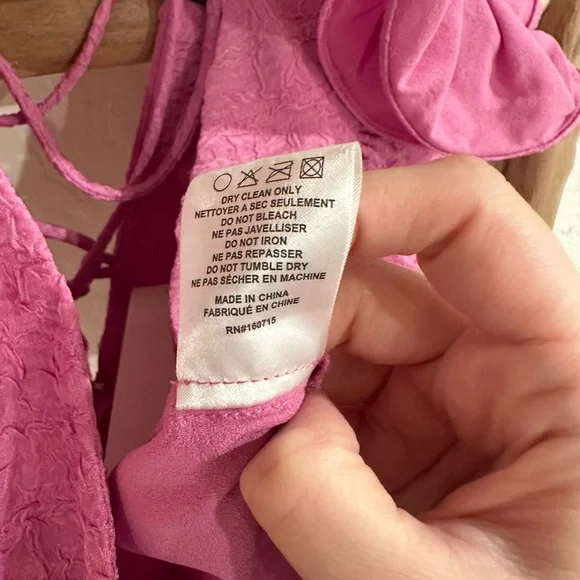 DRY CLEAN ONLY
NETTOYER A SEC SEULEMENT
DO NOT BLEACH
NE PAS JAVELLISER
DO NOT IRON
NE PAS REPASSER
DO NOT TUMBLE DRY
NE PAS SÉCHER EN MACHINE
MADE IN CHINA
FABRIQUÉ EN CHINE
RN#160715